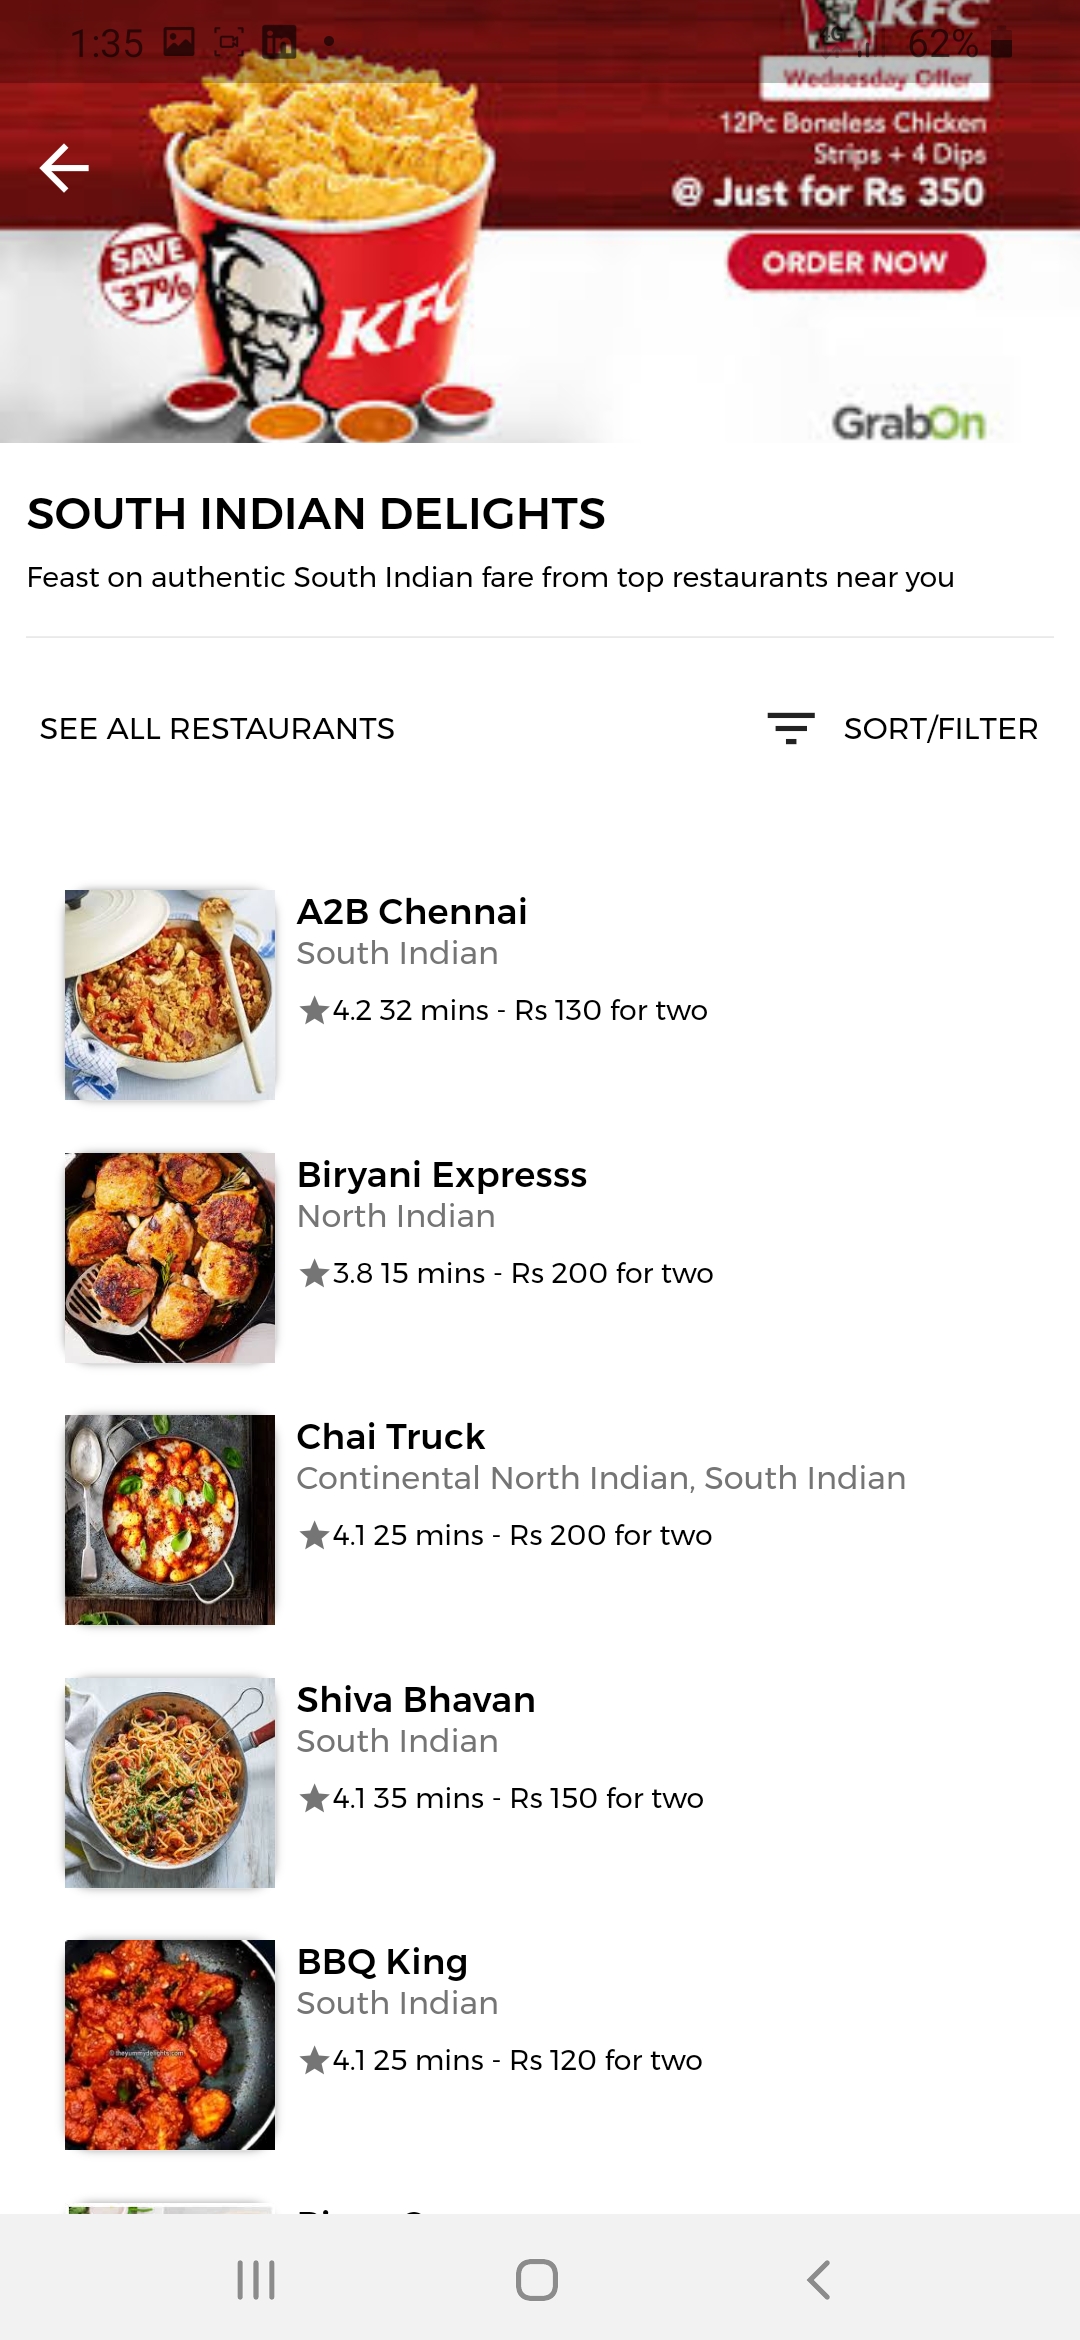 1:35
62%
KFC
Wednesday Offer
12Pc Boneless Chicken
Strips + 4 Dips
@ Just for Rs 350
SAVE
37%
KFC
ORDER NOW
GrabOn
SOUTH INDIAN DELIGHTS
Feast on authentic South Indian fare from top restaurants near you
SEE ALL RESTAURANTS
SORT/FILTER
A2B Chennai
South Indian
4.2 32 mins - Rs 130 for two
Biryani Expresss
North Indian
3.8 15 mins - Rs 200 for two
Chai Truck
Continental North Indian, South Indian
4.1 25 mins - Rs 200 for two
Shiva Bhavan
South Indian
4.1 35 mins - Rs 150 for two
BBQ King
South Indian
© theyummydelights.com
4.1 25 mins - Rs 120 for two